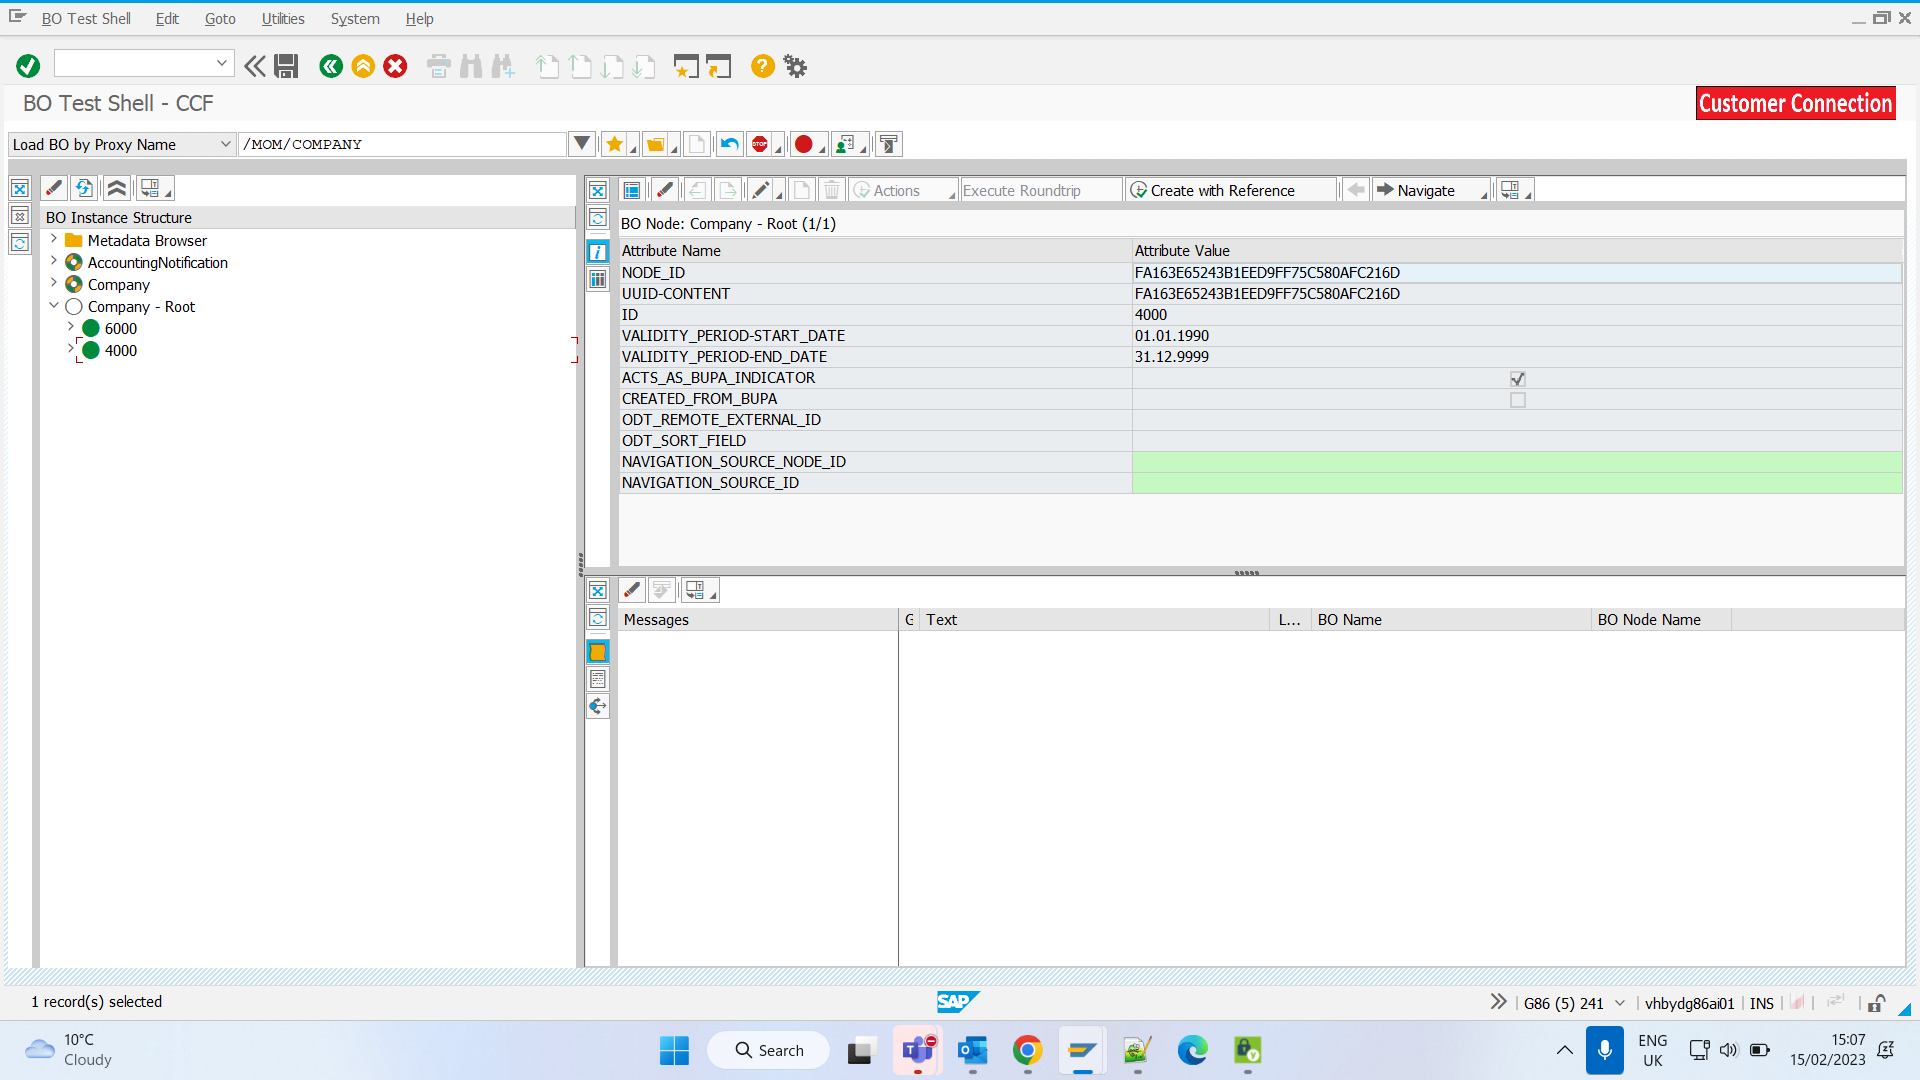 BO Test Shell Edit Goto Utilities System Help
BO Test Shell - CCF
Customer Connection
Load BO by Proxy Name /MOM/COMPANY
STOP
Actions Execute Roundtrip Create with Reference Navigate
BO Instance Structure
Metadata Browser
AccountingNotification
Company
Company - Root
6000
4000
BO Node: Company - Root (1/1)
Attribute Name Attribute Value
NODE_ID FA163E65243B1EED9FF75C580AFC216D
UUID-CONTENT FA163E65243B1EED9FF75C580AFC216D
ID 4000
VALIDITY_PERIOD-START_DATE 01.01.1990
VALIDITY_PERIOD-END_DATE 31.12.9999
ACTS_AS_BUPA_INDICATOR
CREATED_FROM_BUPA
ODT_REMOTE_EXTERNAL_ID
ODT_SORT_FIELD
NAVIGATION_SOURCE_NODE_ID
NAVIGATION_SOURCE_ID
Messages G Text L... BO Name BO Node Name
1 record(s) selected SAP G86 (5) 241 vhbydg86ai01 INS
10°C
Cloudy
Search
ENG
UK
15:07
15/02/2023